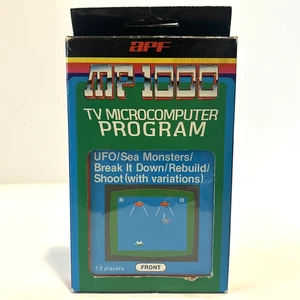 apf
MP1000
TV MICROCOMPUTER
PROGRAM
UFO/Sea Monsters/
Break It Down/Rebuild/
Shoot (with variations)
1-2 players
FRONT